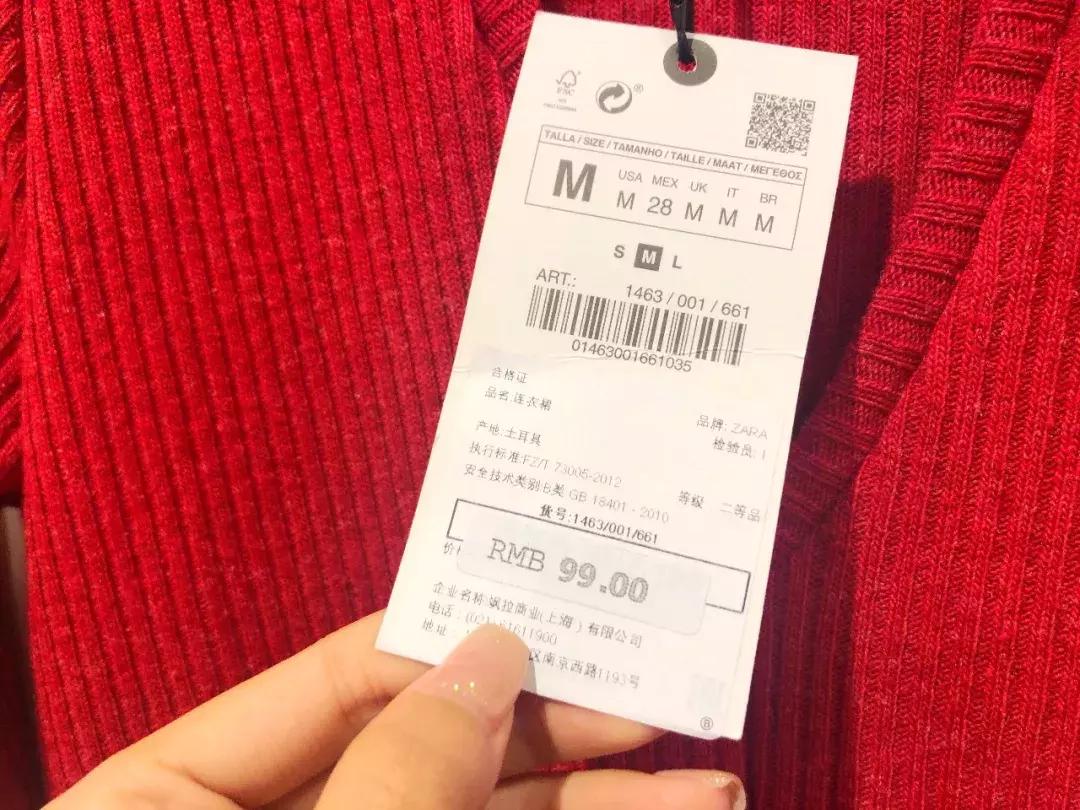 FSC
®
TALLA / SIZE / TAMANHO / TAILLE / MAAT / ΜΕΓΕΘΟΣ
M
USA MEX UK IT BR
M 28 M M M
S M L
ART.: 1463 / 001 / 661
01463001661035
合格证
品名:连衣裙
品牌: ZARA
产地:土耳其
检验员: 1
执行标准:FZ/T 73005-2012
等级 二等品
安全技术类别:B类 GB 18401 - 2010
货号:1463/001/661
RMB 99.00
企业名称:飒拉商业(上海)有限公司
电话: (021)61611900
地址: 区南京西路1193号
®